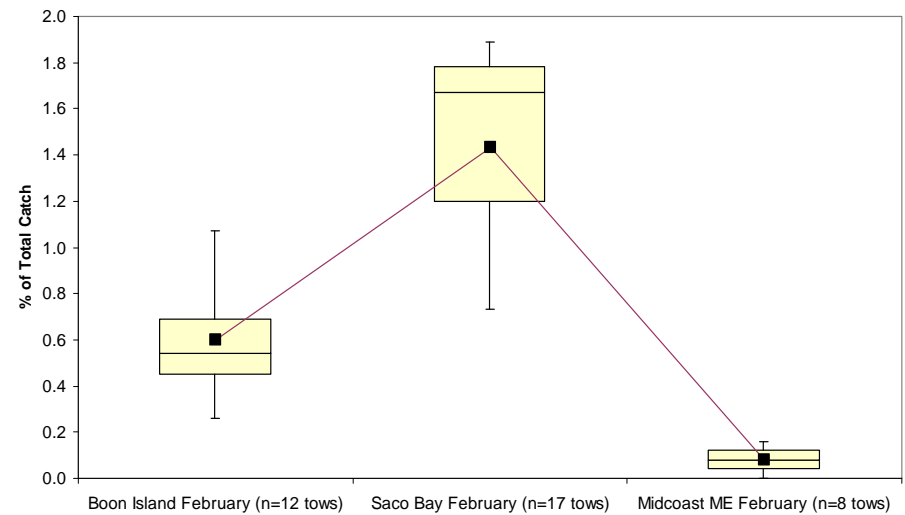 2.0
1.8
1.6
1.4
1.2
1.0
0.8
0.6
0.4
0.2
0.0
% of Total Catch
Boon Island February (n=12 tows)
Saco Bay February (n=17 tows)
Midcoast ME February (n=8 tows)